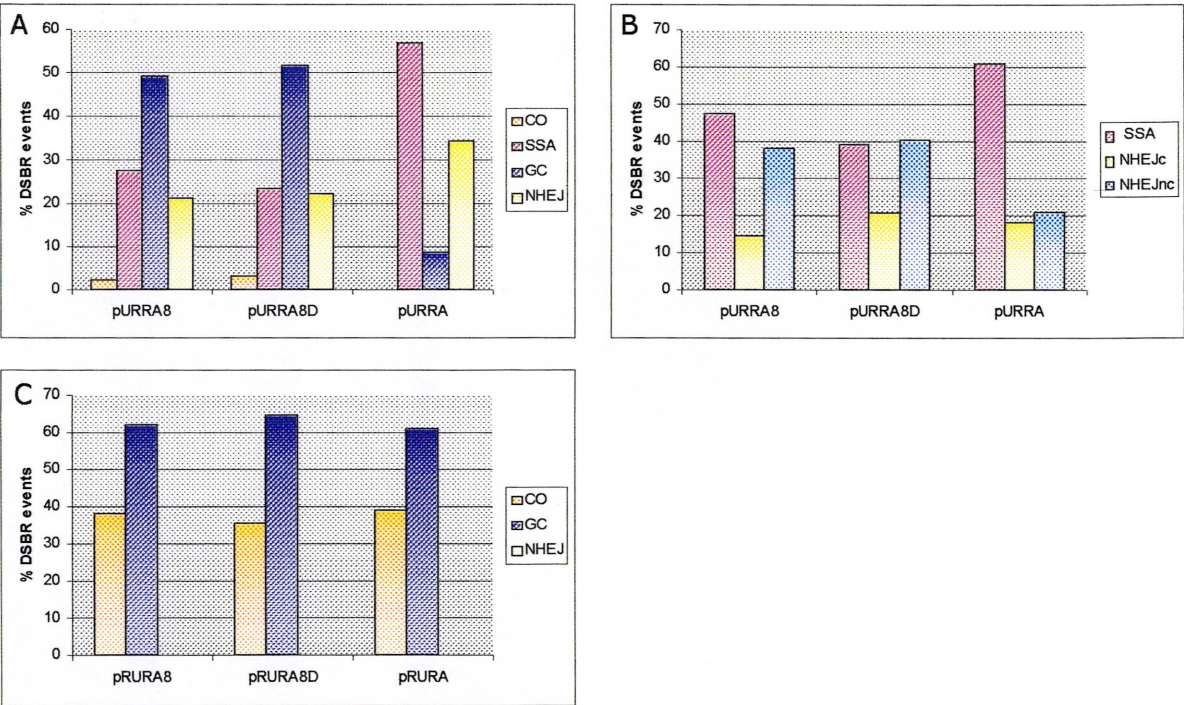 A
% DSBR events
60
50
40
30
20
10
0
pURRA8
pURRA8D
pURRA
CO
SSA
GC
NHEJ
B
% DSBR events
70
60
50
40
30
20
10
0
pURRA8
pURRA8D
pURRA
SSA
NHEJc
NHEJnc
C
% DSBR events
70
60
50
40
30
20
10
0
pRURA8
pRURA8D
pRURA
CO
GC
NHEJ